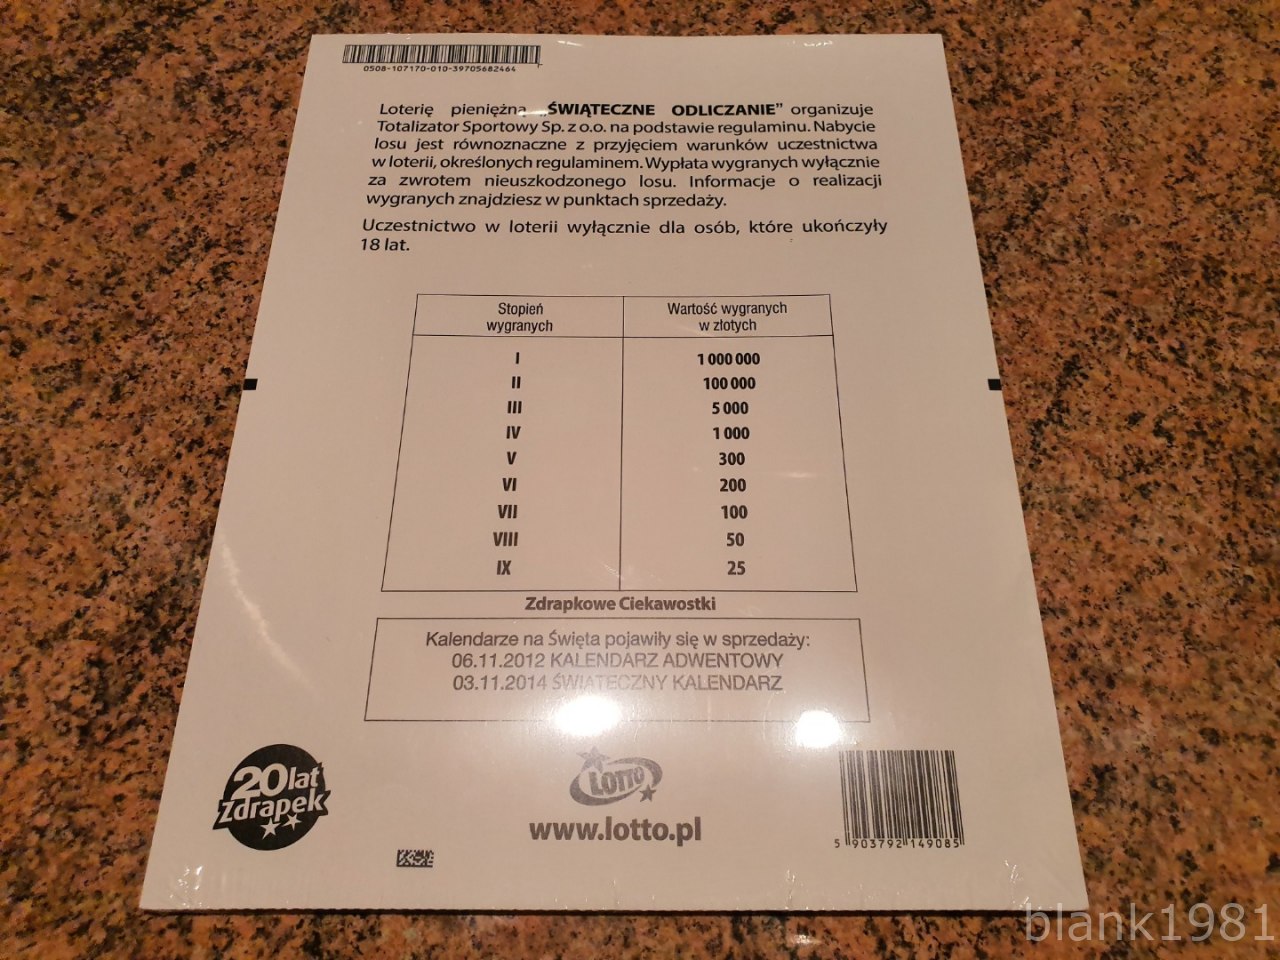 0508-107170-010-39705682464
Loterię pieniężną „ŚWIĄTECZNE ODLICZANIE” organizuje
Totalizator Sportowy Sp. z o.o. na podstawie regulaminu. Nabycie
losu jest równoznaczne z przyjęciem warunków uczestnictwa
w loterii, określonych regulaminem. Wypłata wygranych wyłącznie
za zwrotem nieuszkodzonego losu. Informacje o realizacji
wygranych znajdziesz w punktach sprzedaży.
Uczestnictwo w loterii wyłącznie dla osób, które ukończyły
18 lat.
Stopień wygranych Wartość wygranych w złotych
I 1 000 000
II 100 000
III 5 000
IV 1 000
V 300
VI 200
VII 100
VIII 50
IX 25
Zdrapkowe Ciekawostki
Kalendarze na Święta pojawiły się w sprzedaży:
06.11.2012 KALENDARZ ADWENTOWY
03.11.2014 ŚWIĄTECZNY KALENDARZ
20 lat
Zdrapek
LOTTO
www.lotto.pl
5 903792 149085
blank1981